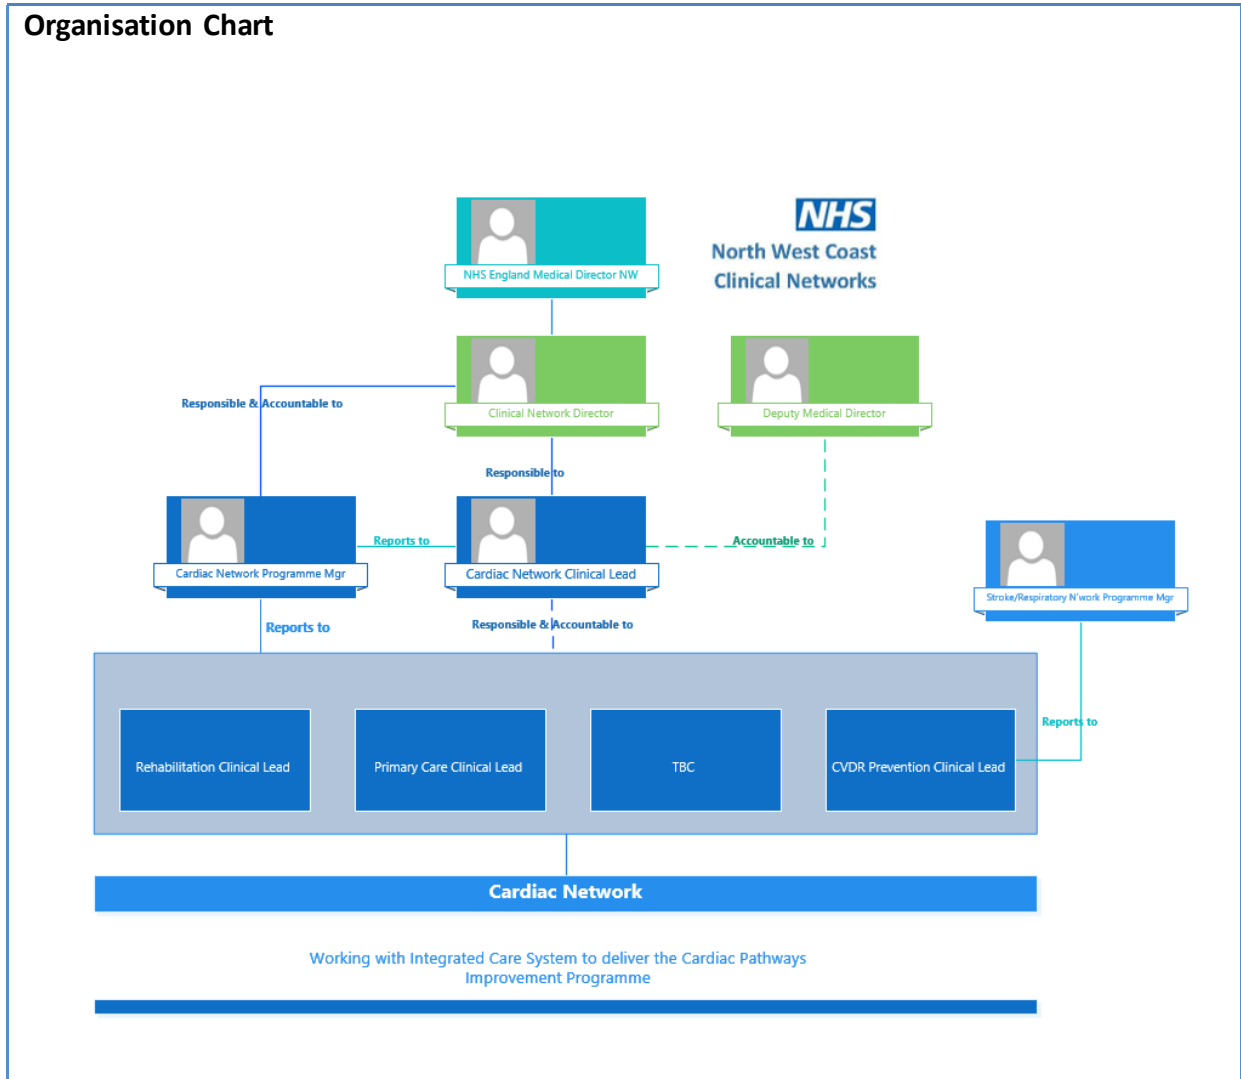 Organisation Chart
NHS
North West Coast
Clinical Networks
NHS England Medical Director NW
Clinical Network Director
Deputy Medical Director
Responsible & Accountable to
Responsible to
Cardiac Network Programme Mgr
Reports to
Cardiac Network Clinical Lead
Accountable to
Stroke/Respiratory N'work Programme Mgr
Reports to
Responsible & Accountable to
Reports to
Rehabilitation Clinical Lead
Primary Care Clinical Lead
TBC
CVDR Prevention Clinical Lead
Cardiac Network
Working with Integrated Care System to deliver the Cardiac Pathways
Improvement Programme